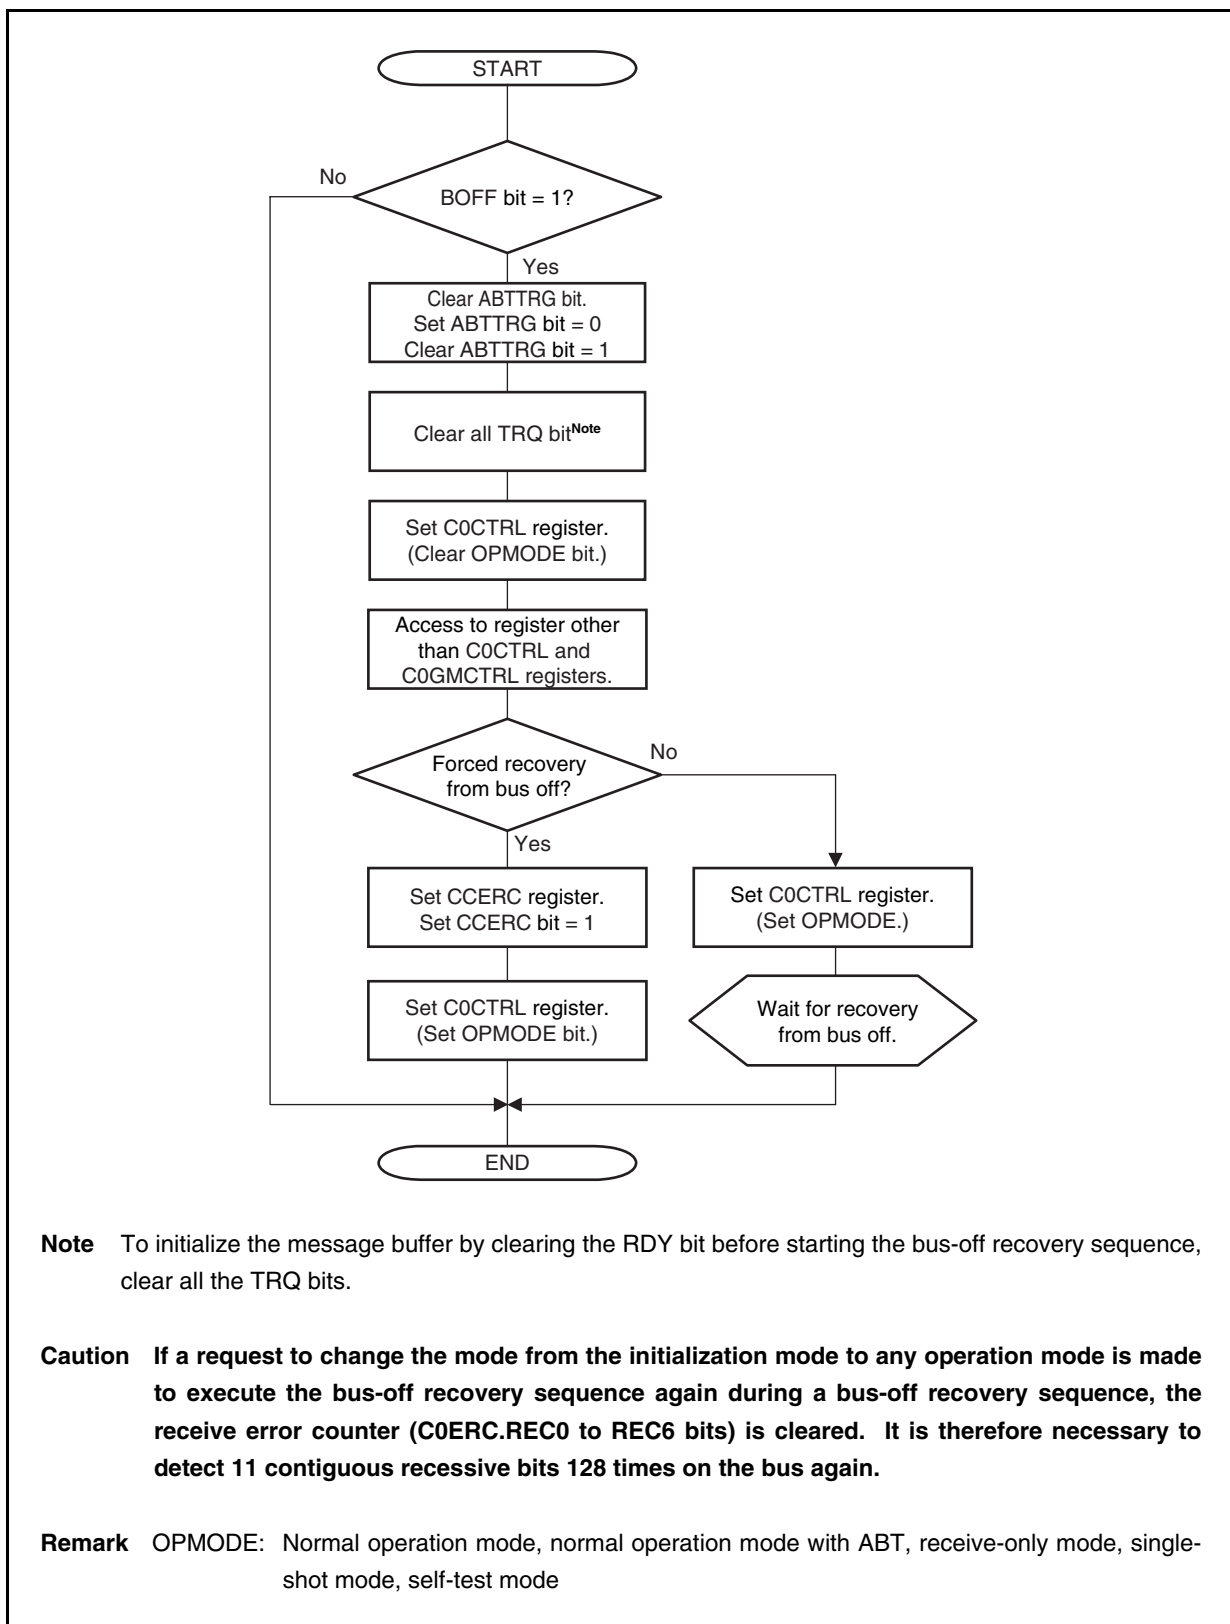 START
BOFF bit = 1?
No
Yes
Clear ABTTRG bit.
Set ABTTRG bit = 0
Clear ABTTRG bit = 1
Clear all TRQ bitNote
Set C0CTRL register.
(Clear OPMODE bit.)
Access to register other
than C0CTRL and
C0GMCTRL registers.
Forced recovery
from bus off?
No
Yes
Set CCERC register.
Set CCERC bit = 1
Set C0CTRL register.
(Set OPMODE bit.)
Set C0CTRL register.
(Set OPMODE.)
Wait for recovery
from bus off.
END
Note To initialize the message buffer by clearing the RDY bit before starting the bus-off recovery sequence,
clear all the TRQ bits.
Caution If a request to change the mode from the initialization mode to any operation mode is made
to execute the bus-off recovery sequence again during a bus-off recovery sequence, the
receive error counter (C0ERC.REC0 to REC6 bits) is cleared. It is therefore necessary to
detect 11 contiguous recessive bits 128 times on the bus again.
Remark OPMODE: Normal operation mode, normal operation mode with ABT, receive-only mode, single-
shot mode, self-test mode